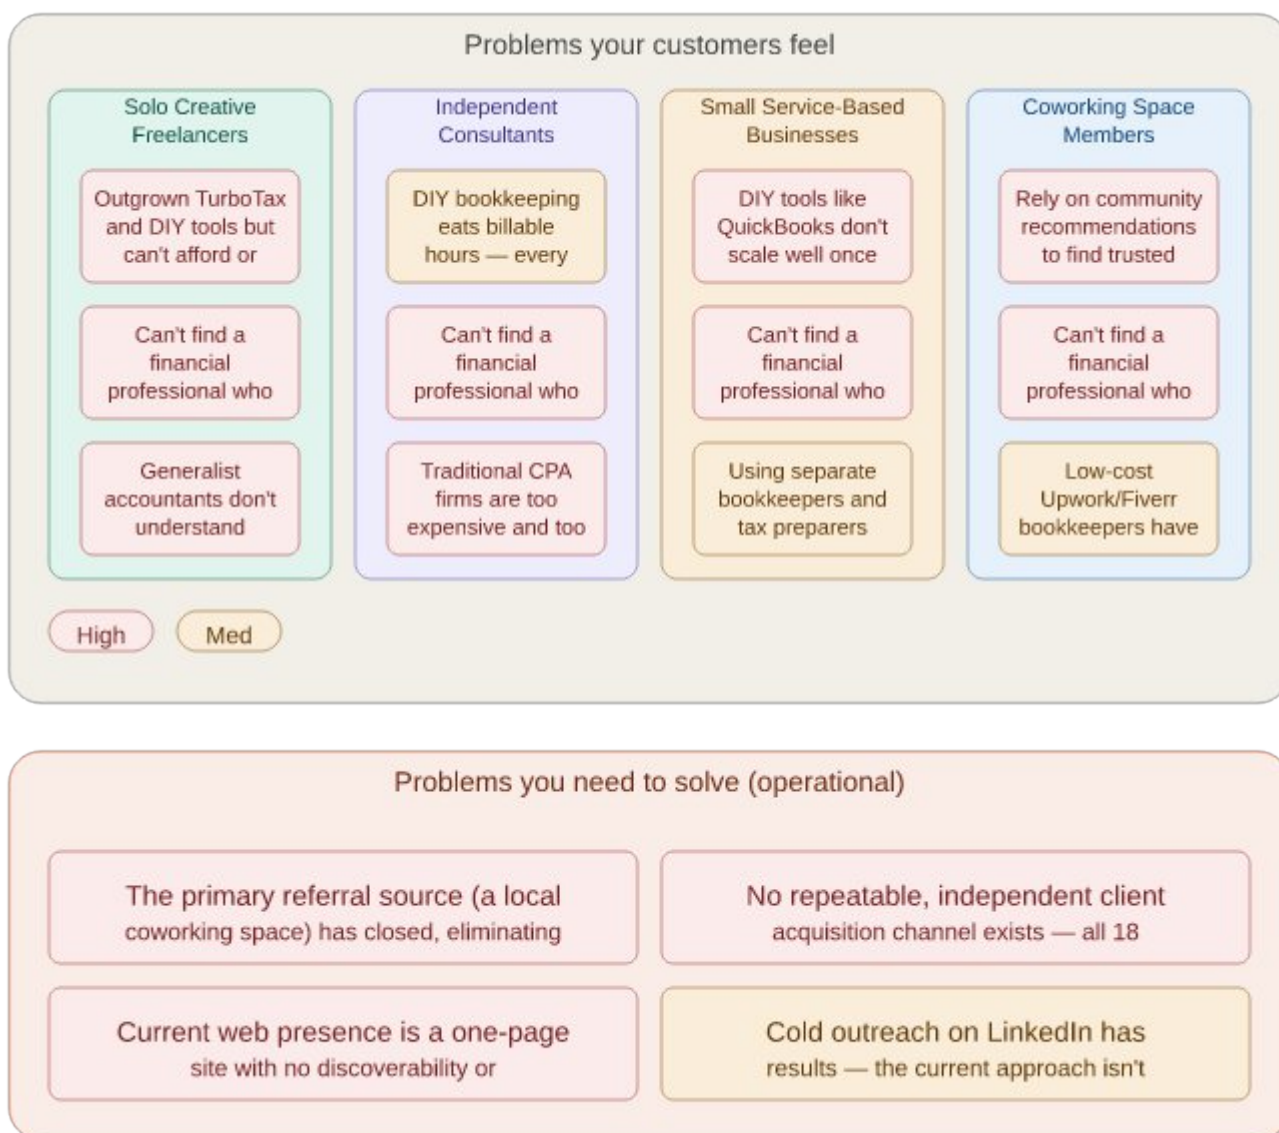 Problems your customers feel
Solo Creative
Freelancers
Outgrown TurboTax
and DIY tools but
can't afford or
Can't find a
financial
professional who
Generalist
accountants don't
understand
Independent
Consultants
DIY bookkeeping
eats billable
hours — every
Can't find a
financial
professional who
Traditional CPA
firms are too
expensive and too
Small Service-Based
Businesses
DIY tools like
QuickBooks don't
scale well once
Can't find a
financial
professional who
Using separate
bookkeepers and
tax preparers
Coworking Space
Members
Rely on community
recommendations
to find trusted
Can't find a
financial
professional who
Low-cost
Upwork/Fiverr
bookkeepers have
High
Med
Problems you need to solve (operational)
The primary referral source (a local
coworking space) has closed, eliminating
No repeatable, independent client
acquisition channel exists — all 18
Current web presence is a one-page
site with no discoverability or
Cold outreach on LinkedIn has
results — the current approach isn't